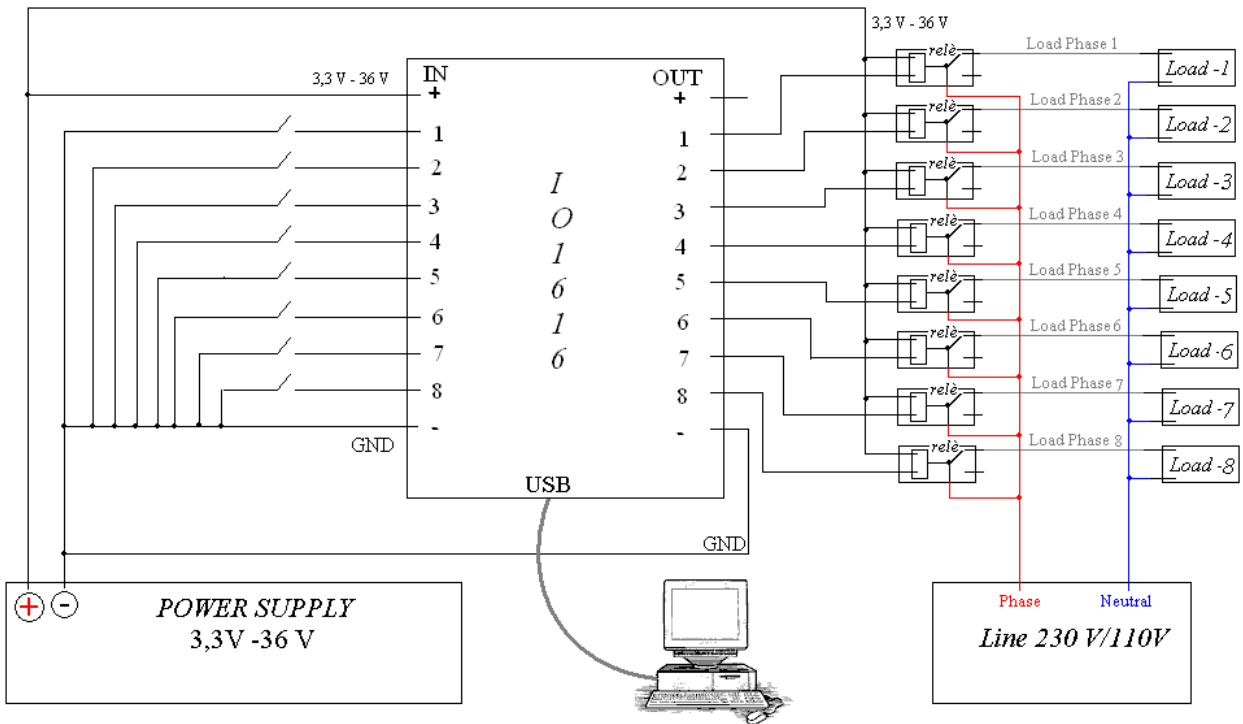 3,3 V - 36 V
3,3 V - 36 V
IN
+
1
2
3
4
5
6
7
8
-
GND
OUT
+
1
2
3
4
5
6
7
8
-
GND
I
O
1
6
1
6
USB
relè
Load Phase 1
Load -1
relè
Load Phase 2
Load -2
relè
Load Phase 3
Load -3
relè
Load Phase 4
Load -4
relè
Load Phase 5
Load -5
relè
Load Phase 6
Load -6
relè
Load Phase 7
Load -7
relè
Load Phase 8
Load -8
+ -
POWER SUPPLY
3,3V -36 V
Phase Neutral
Line 230 V/110V